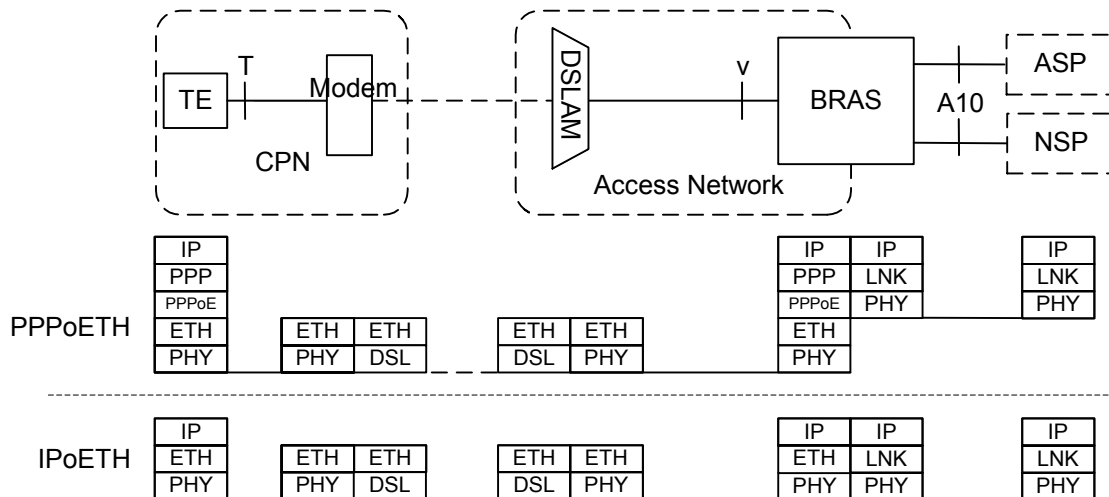 T
TE
Modem
CPN
DSLAM
v
BRAS
A10
ASP
NSP
Access Network
PPPoETH
IP
PPP
PPPoE
ETH
PHY
ETH ETH
PHY DSL
ETH ETH
DSL PHY
IP IP
PPP LNK
PPPoE PHY
ETH
PHY
IP
LNK
PHY
IPoETH
IP
ETH
PHY
ETH ETH
PHY DSL
ETH ETH
DSL PHY
IP IP
ETH LNK
PHY PHY
IP
LNK
PHY